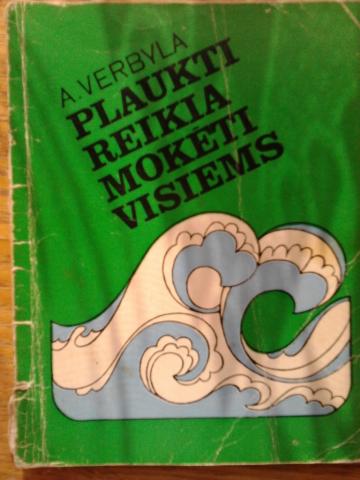 A. VERBYLA
PLAUKTI
REIKIA
MOKĖTI
VISIEMS